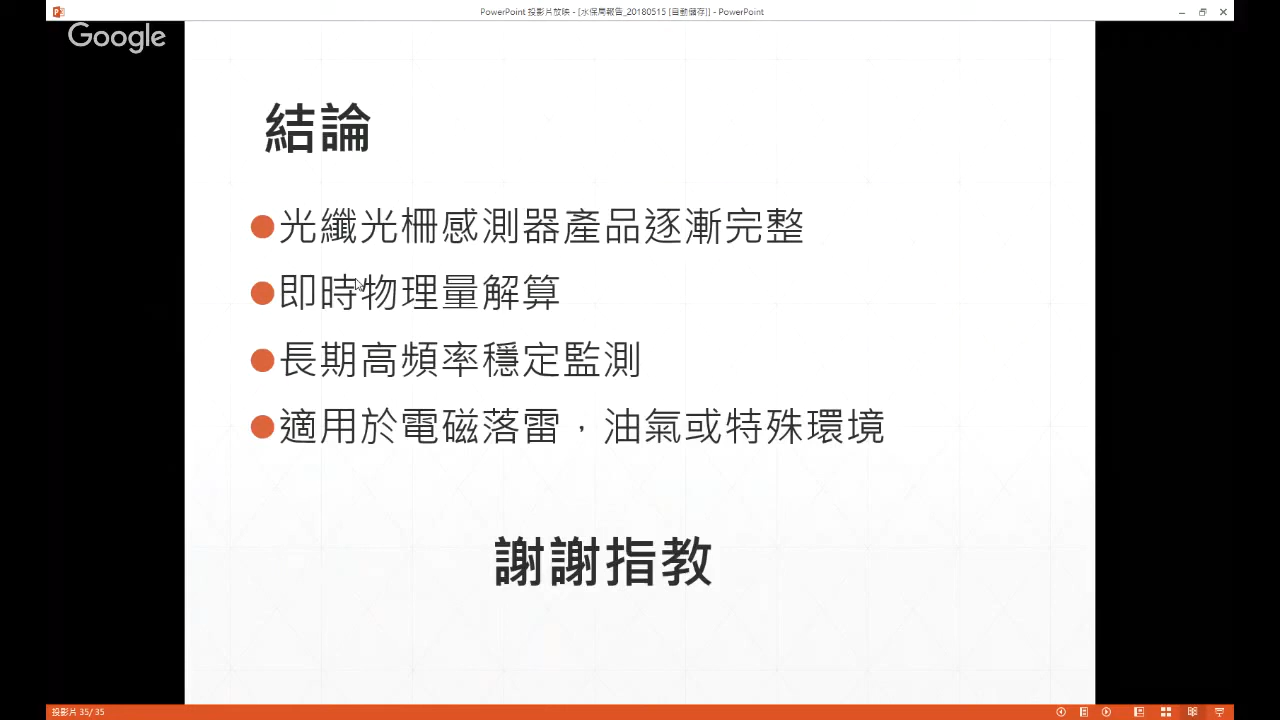 PowerPoint 投影片放映 - [水保局報告_20180515 [自動儲存]] - PowerPoint
Google
結論
光纖光柵感測器產品逐漸完整
即時物理量解算
長期高頻率穩定監測
適用於電磁落雷，油氣或特殊環境
謝謝指教
投影片 35/35